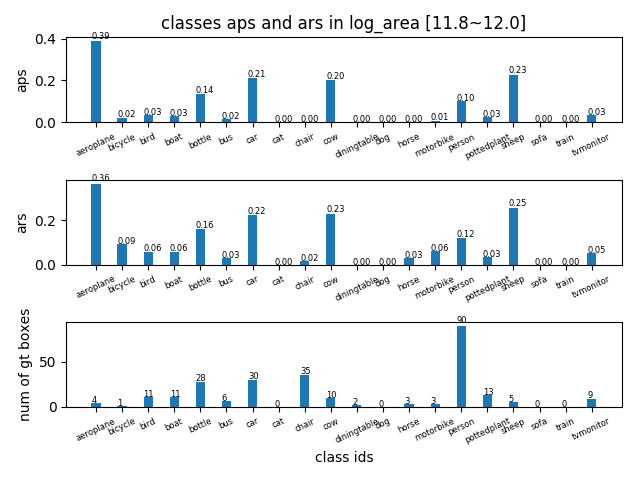 classes aps and ars in log_area [11.8~12.0]
aps
0.4
0.2
0.0
0.39 0.02 0.03 0.03 0.14 0.02 0.21 0.00 0.00 0.20 0.00 0.00 0.00 0.01 0.10 0.03 0.23 0.00 0.00 0.03
aeroplane bicycle bird boat bottle bus car cat chair cow diningtable dog horse motorbike person pottedplant sheep sofa train tvmonitor
ars
0.2
0.0
0.36 0.09 0.06 0.06 0.16 0.03 0.22 0.00 0.02 0.23 0.00 0.00 0.03 0.06 0.12 0.03 0.25 0.00 0.00 0.05
aeroplane bicycle bird boat bottle bus car cat chair cow diningtable dog horse motorbike person pottedplant sheep sofa train tvmonitor
num of gt boxes
50
0
4 1 11 11 28 6 30 0 35 10 2 0 3 3 90 13 5 0 0 9
aeroplane bicycle bird boat bottle bus car cat chair cow diningtable dog horse motorbike person pottedplant sheep sofa train tvmonitor
class ids